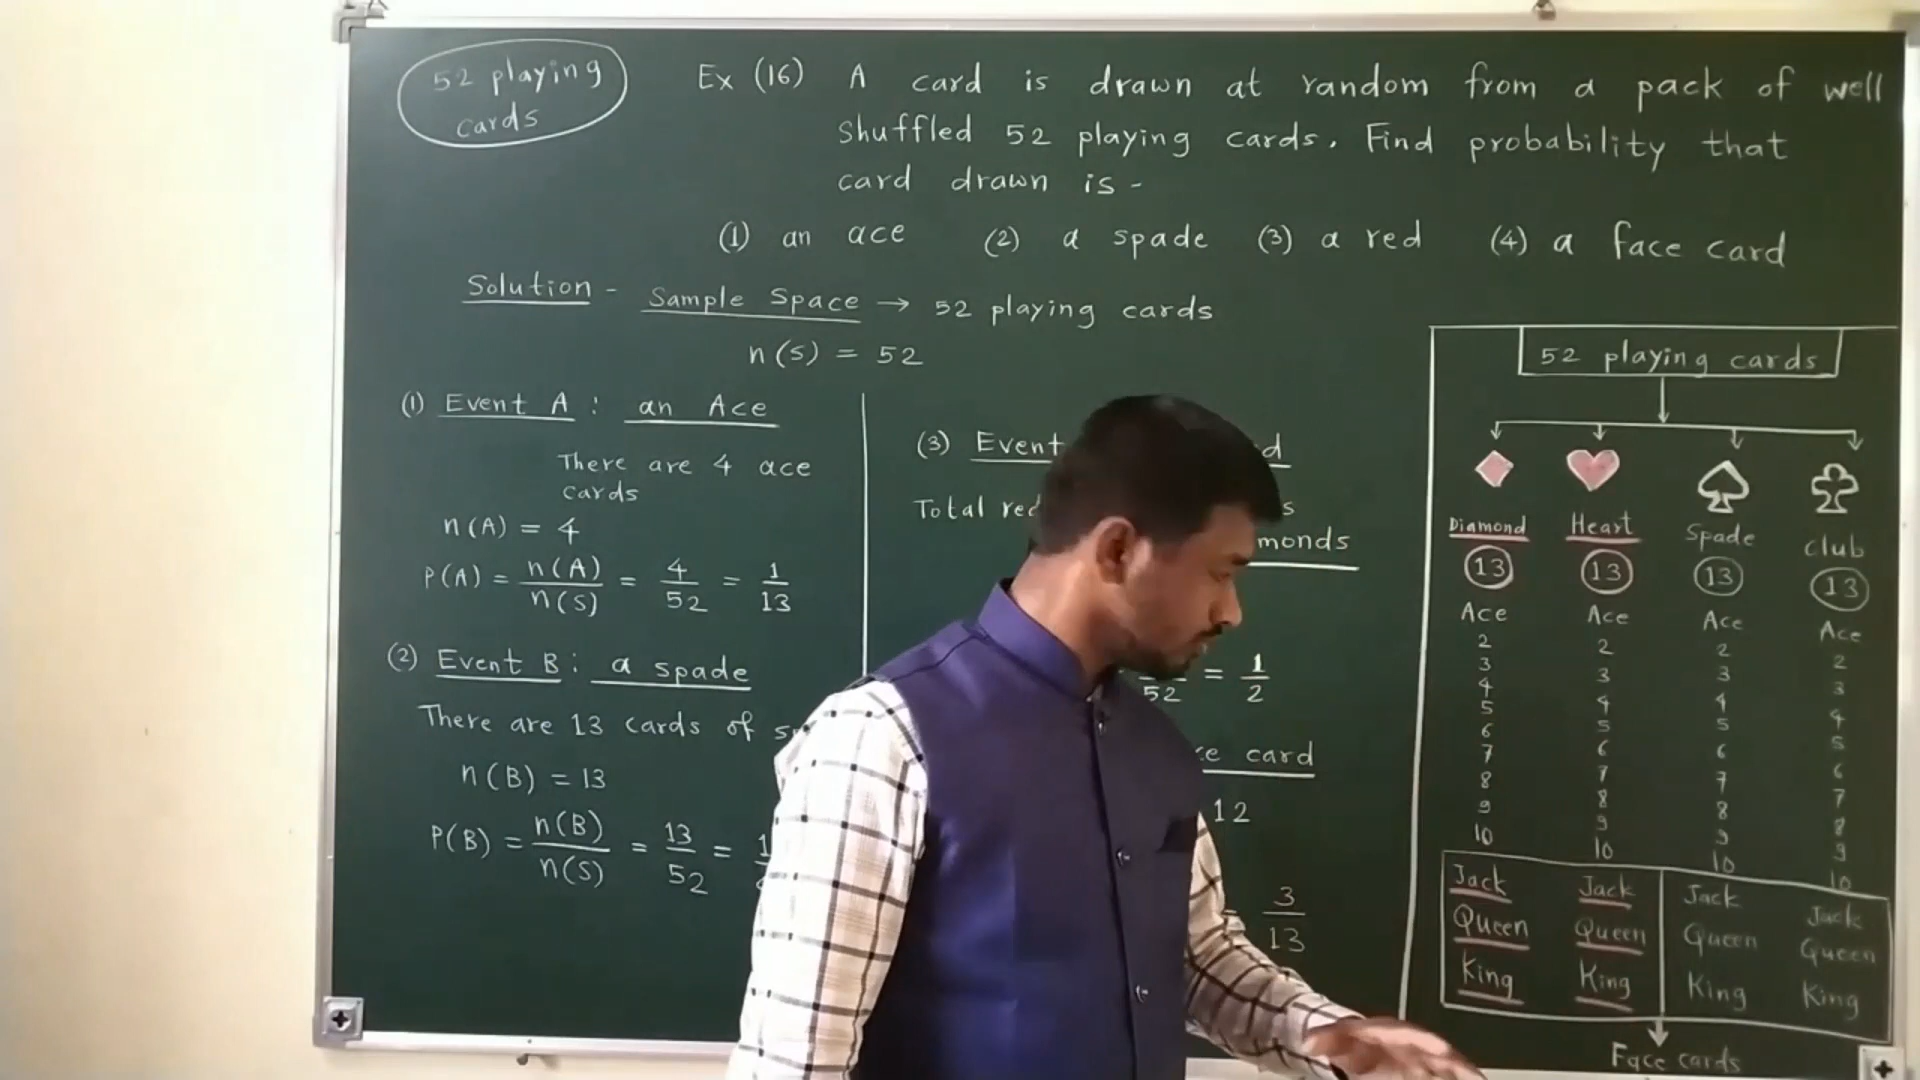 52 playing
cards
Ex (16) A card is drawn at random from a pack of well
shuffled 52 playing cards. Find probability that
card drawn is -
(1) an ace (2) a spade (3) a red (4) a face card
Solution - Sample Space → 52 playing cards
n(S) = 52
(1) Event A : an Ace
There are 4 ace
cards
n(A) = 4
P(A) = n(A)/n(S) = 4/52 = 1/13
(2) Event B : a spade
There are 13 cards of
n(B) = 13
P(B) = n(B)/n(S) = 13/52 =
(3) Event
Total
52 = 1/2
card
12
= 3/13
52 playing cards
Diamond Heart Spade club
13 13 13 13
Ace Ace Ace Ace
2 2 2 2
3 3 3 3
4 4 4 4
5 5 5 5
6 6 6 6
7 7 7 7
8 8 8 8
9 9 9 9
10 10 10 10
Jack Jack Jack Jack
Queen Queen Queen Queen
King King King King
Face cards